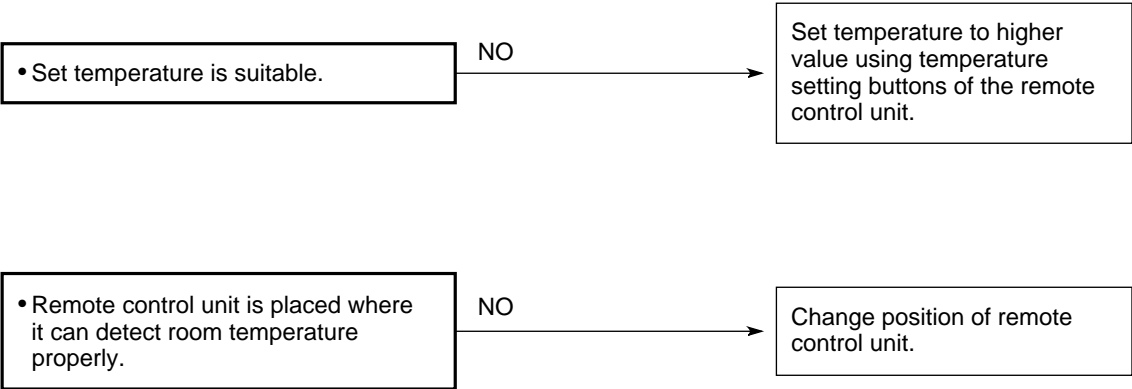 • Set temperature is suitable.
NO
Set temperature to higher
value using temperature
setting buttons of the remote
control unit.
• Remote control unit is placed where
it can detect room temperature
properly.
NO
Change position of remote
control unit.